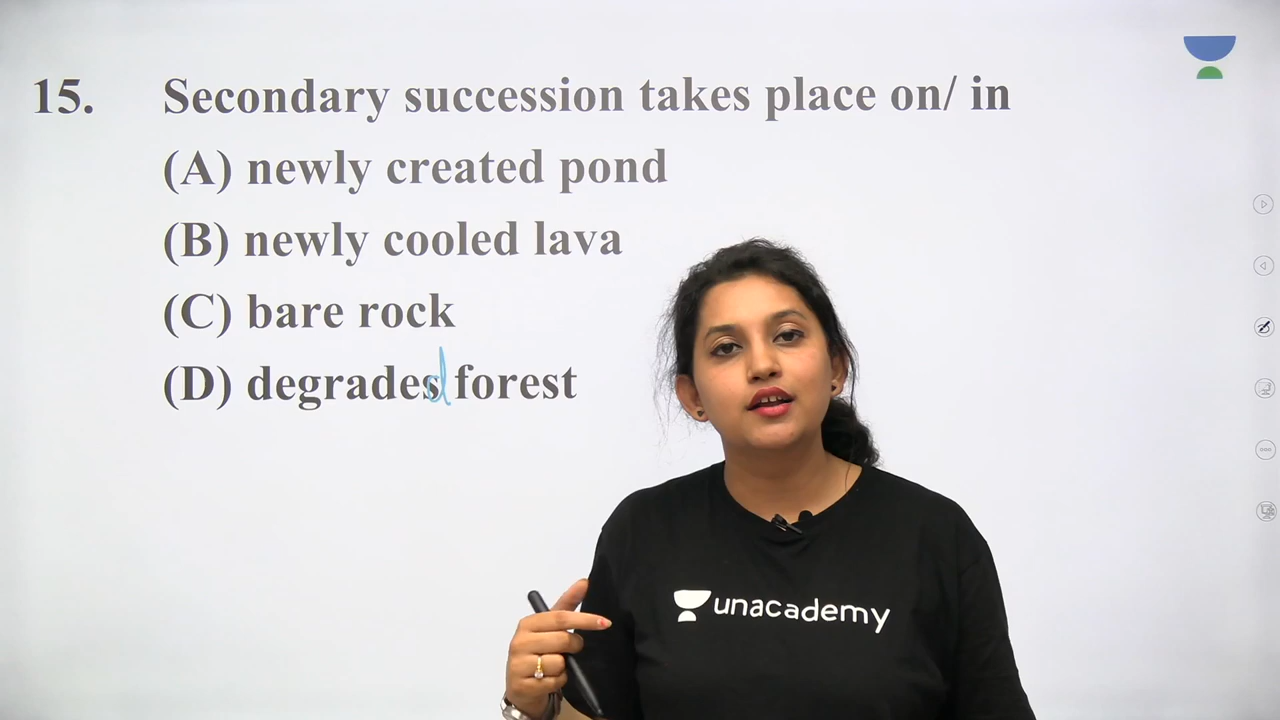 15. Secondary succession takes place on/ in
(A) newly created pond
(B) newly cooled lava
(C) bare rock
(D) degrades d forest
unacademy